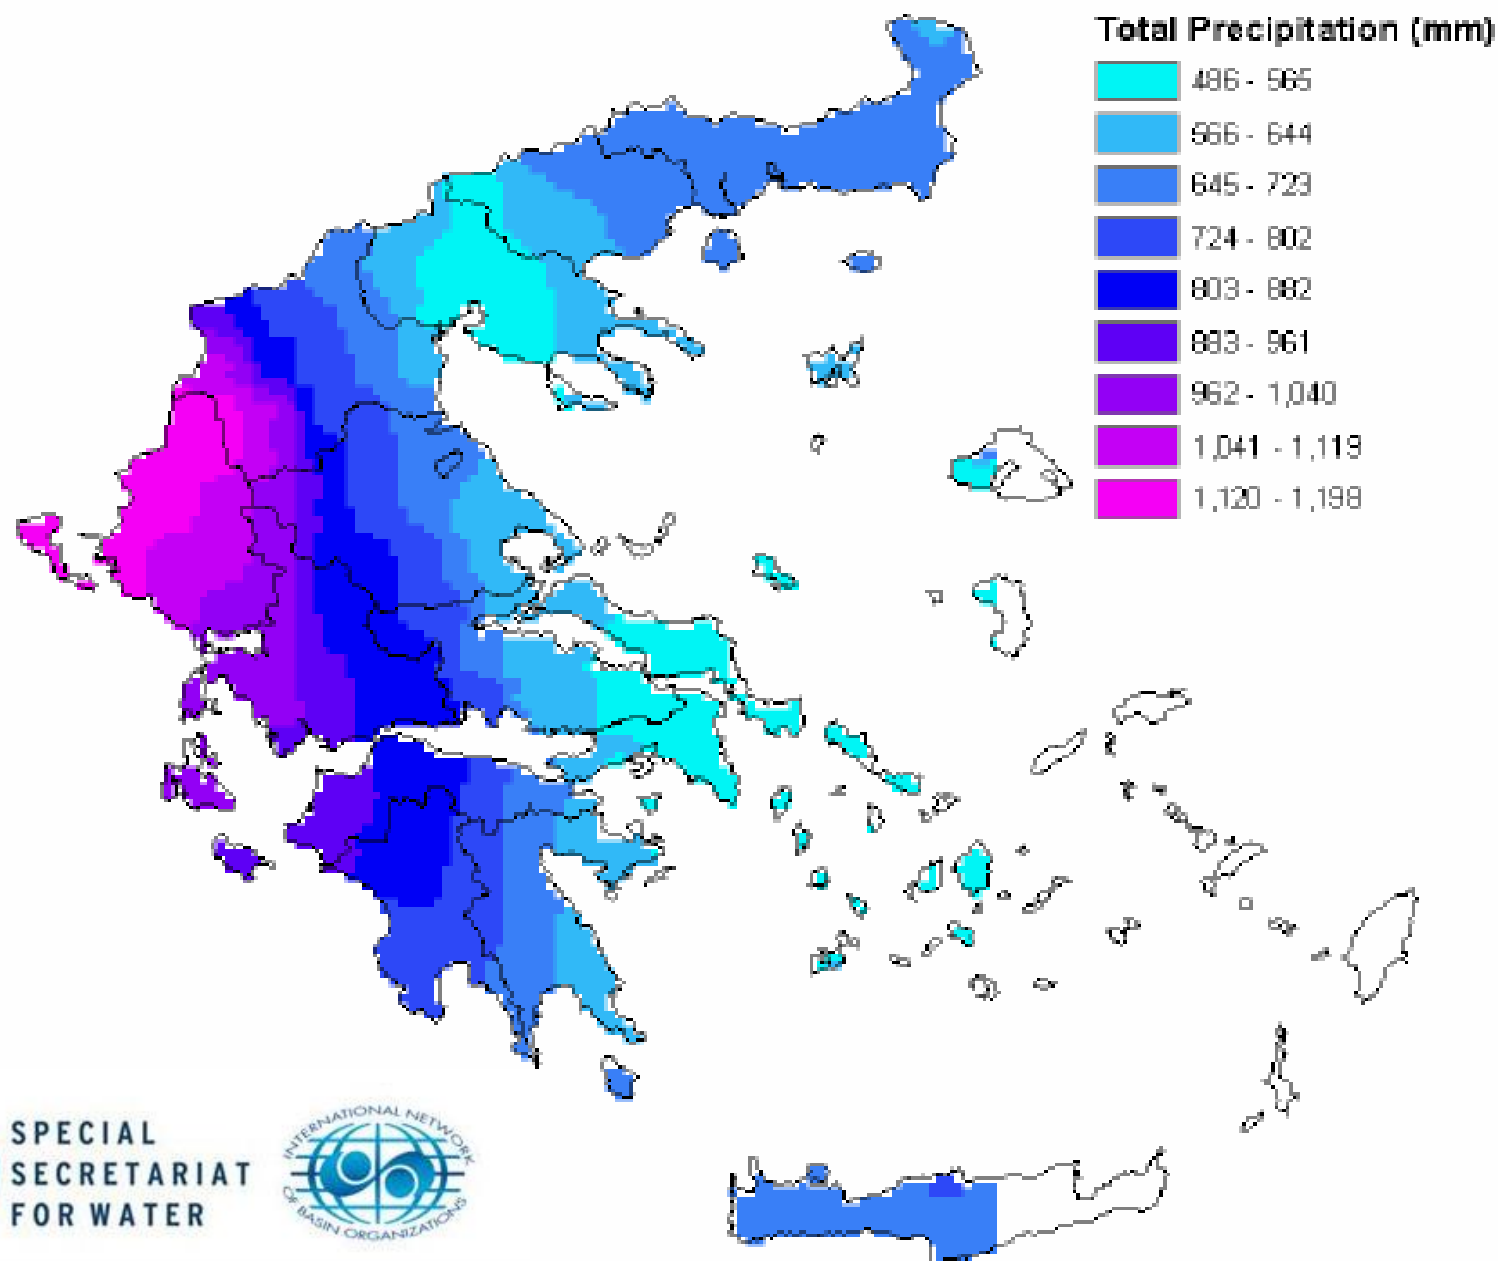 Total Precipitation (mm)
486 - 565
566 - 644
645 - 723
724 - 802
803 - 882
883 - 961
962 - 1,040
1,041 - 1,119
1,120 - 1,198
SPECIAL
SECRETARIAT
FOR WATER
INTERNATIONAL NETWORK
OF BASIN ORGANIZATIONS